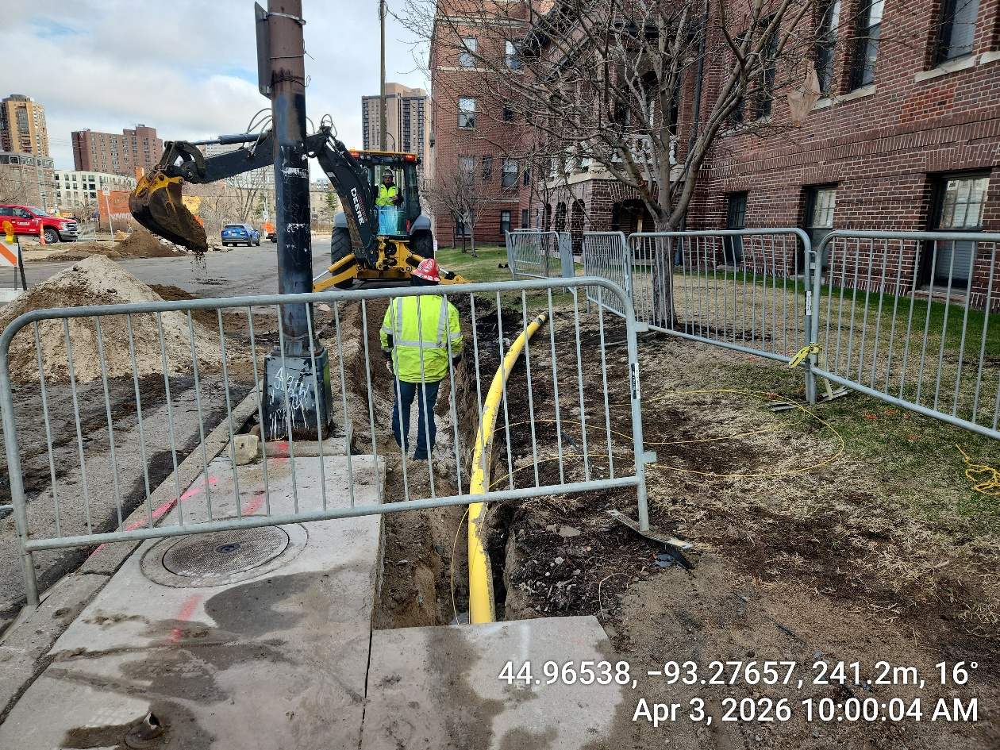 DEERE
44.96538, −93.27657, 241.2m, 16°
Apr 3, 2026 10:00:04 AM